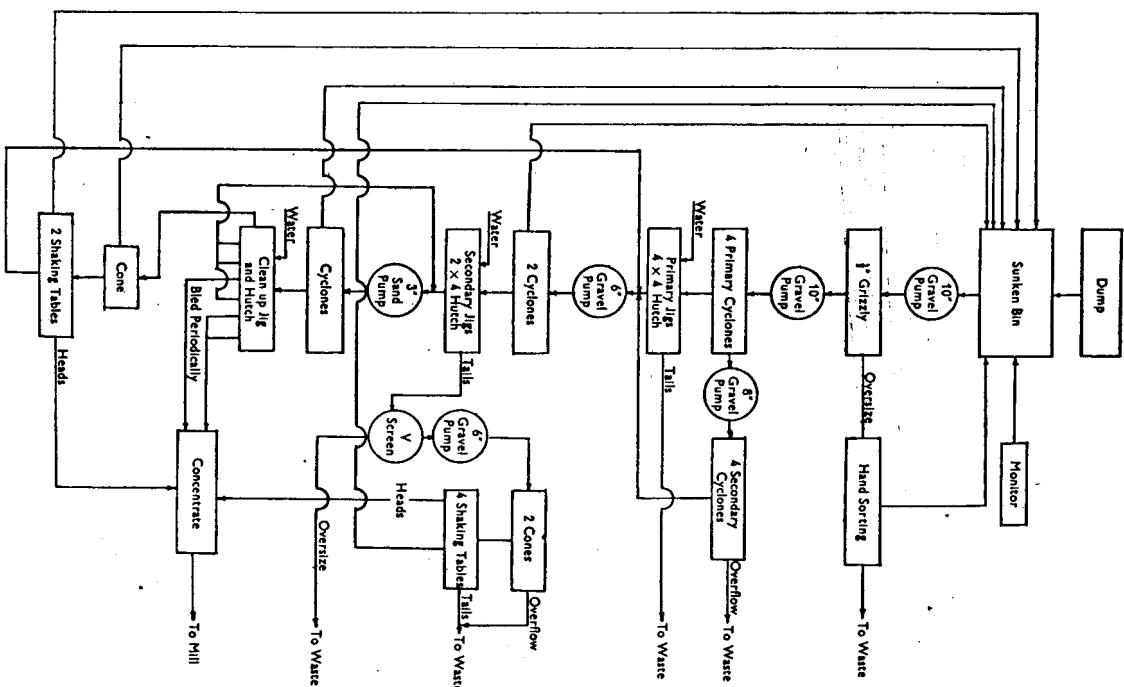 Dump
Sunken Bin
Monitor
10"
Gravel
Pump
¼" Grizzly
Oversize
Hand Sorting
To Waste
10"
Gravel
Pump
4 Primary Cyclones
8"
Gravel
Pump
4 Secondary
Cyclones
Overflow
To Waste
Water
Primary Jigs
4 × 4 Hutch
Tails
To Waste
6"
Gravel
Pump
2 Cyclones
2 Cones
Overflow
Water
Secondary Jigs
2 × 4 Hutch
Tails
6"
Gravel
Pump
4 Shaking Tables
Tails
To Waste
3"
Sand
Pump
V
Screen
Heads
Cyclones
Oversize
To Waste
Water
Clean up Jig
and Hutch
Bled Periodically
Concentrate
To Mill
Cone
2 Shaking Tables
Heads